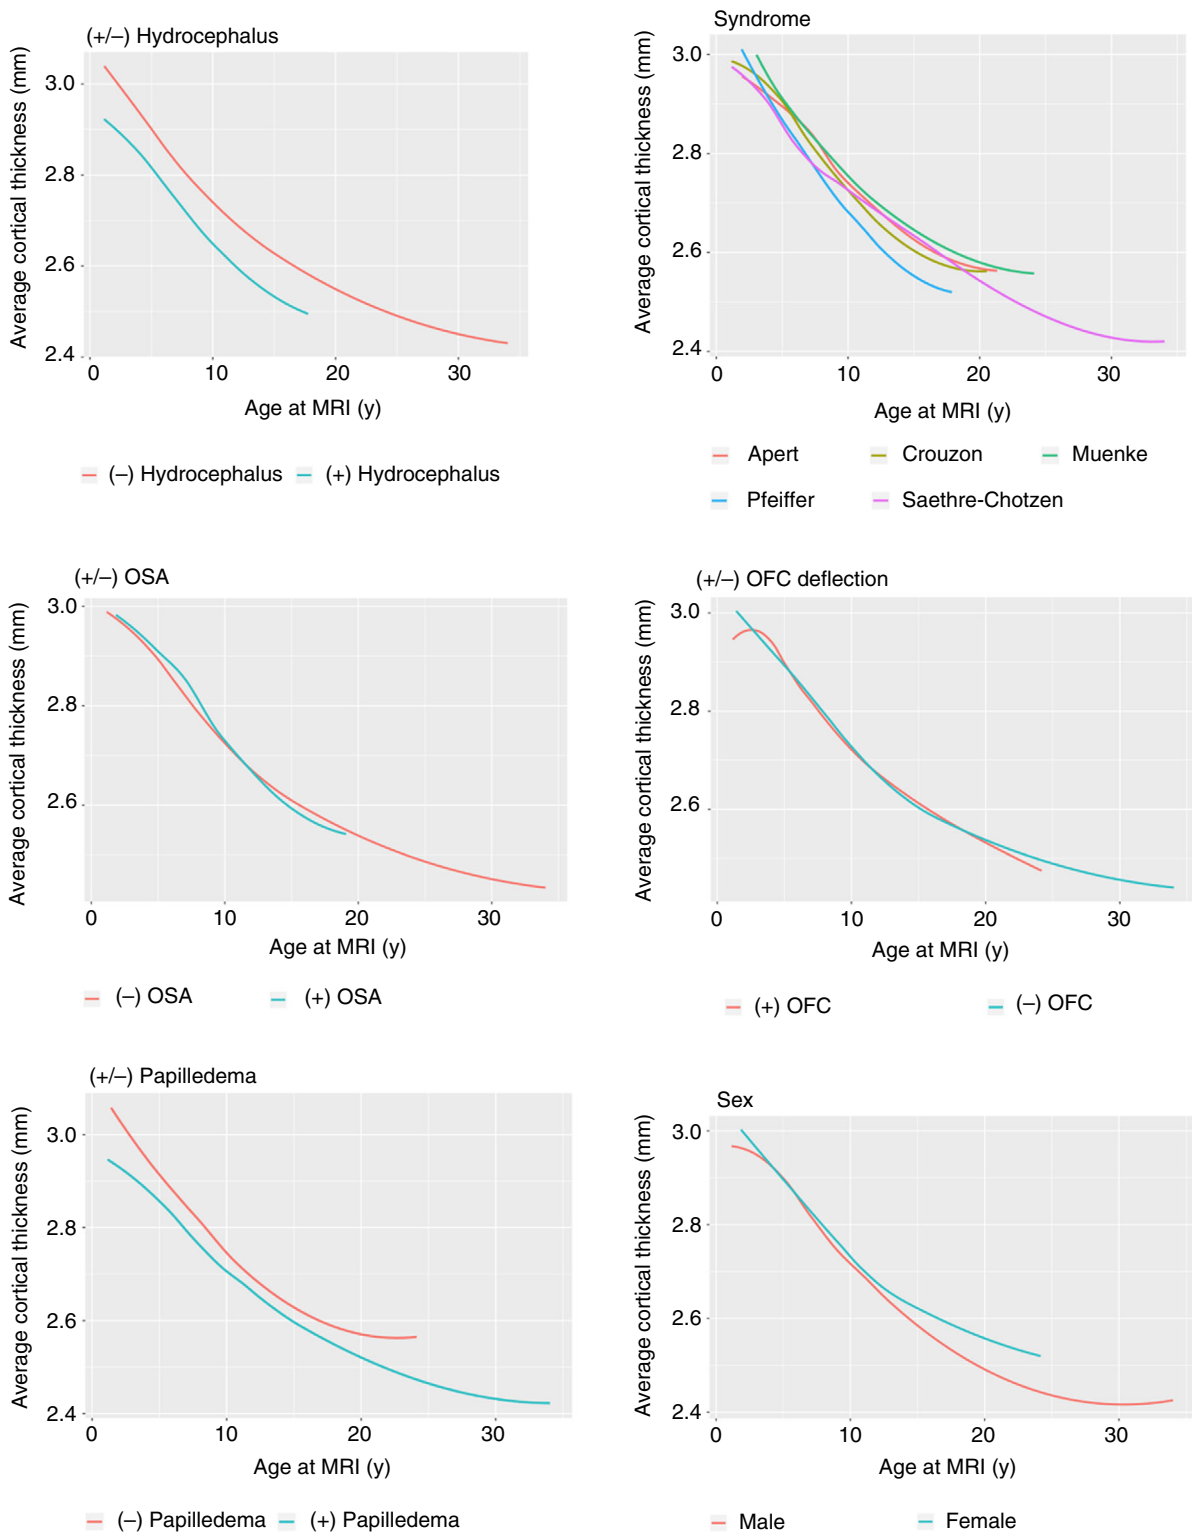 (+/–) Hydrocephalus
Average cortical thickness (mm)
3.0
2.8
2.6
2.4
0 10 20 30
Age at MRI (y)
(–) Hydrocephalus (+) Hydrocephalus
Syndrome
Average cortical thickness (mm)
3.0
2.8
2.6
2.4
0 10 20 30
Age at MRI (y)
Apert Crouzon Muenke
Pfeiffer Saethre-Chotzen
(+/–) OSA
Average cortical thickness (mm)
3.0
2.8
2.6
0 10 20 30
Age at MRI (y)
(–) OSA (+) OSA
(+/–) OFC deflection
Average cortical thickness (mm)
3.0
2.8
2.6
0 10 20 30
Age at MRI (y)
(+) OFC (–) OFC
(+/–) Papilledema
Average cortical thickness (mm)
3.0
2.8
2.6
2.4
0 10 20 30
Age at MRI (y)
(–) Papilledema (+) Papilledema
Sex
Average cortical thickness (mm)
3.0
2.8
2.6
2.4
0 10 20 30
Age at MRI (y)
Male Female